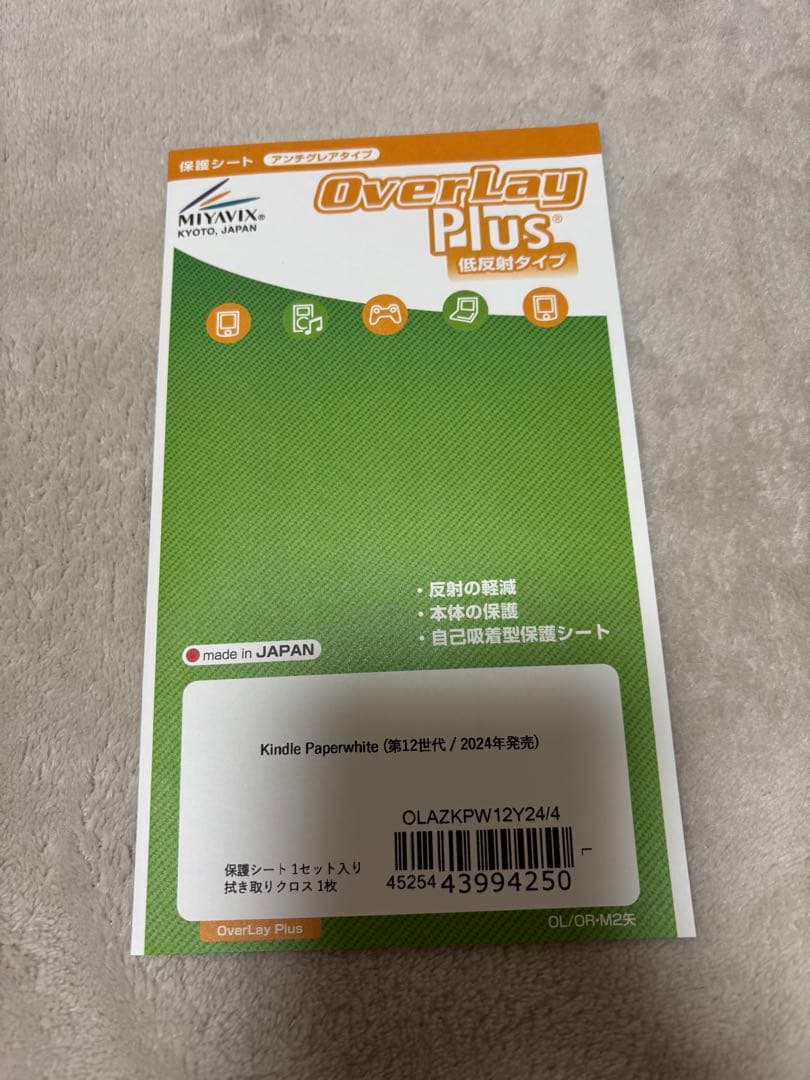 保護シート アンチグレアタイプ
MIYAVIX®
KYOTO, JAPAN
OverLay
Plus®
低反射タイプ
・反射の軽減
・本体の保護
・自己吸着型保護シート
made in JAPAN
Kindle Paperwhite (第12世代 / 2024年発売)
OLAZKPW12Y24/4
保護シート 1セット入り
拭き取りクロス 1枚
45254 43994250
L
OverLay Plus
OL/OR・M2矢